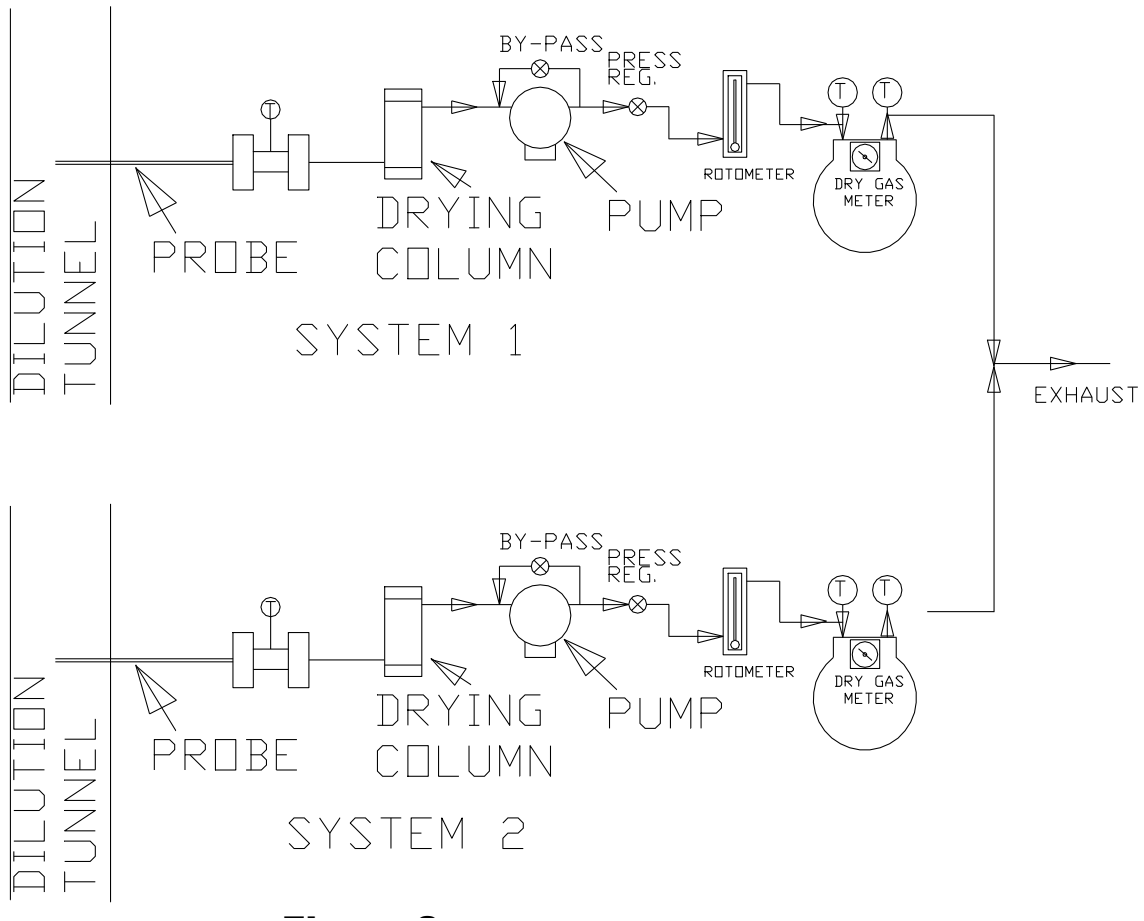 BY-PASS
PRESS
REG.
T
T
T
ROTOMETER
DRY GAS
METER
PROBE
DRYING
COLUMN
PUMP
DILUTION
TUNNEL
SYSTEM 1
EXHAUST
BY-PASS
PRESS
REG.
T
T
T
ROTOMETER
DRY GAS
METER
PROBE
DRYING
COLUMN
PUMP
DILUTION
TUNNEL
SYSTEM 2